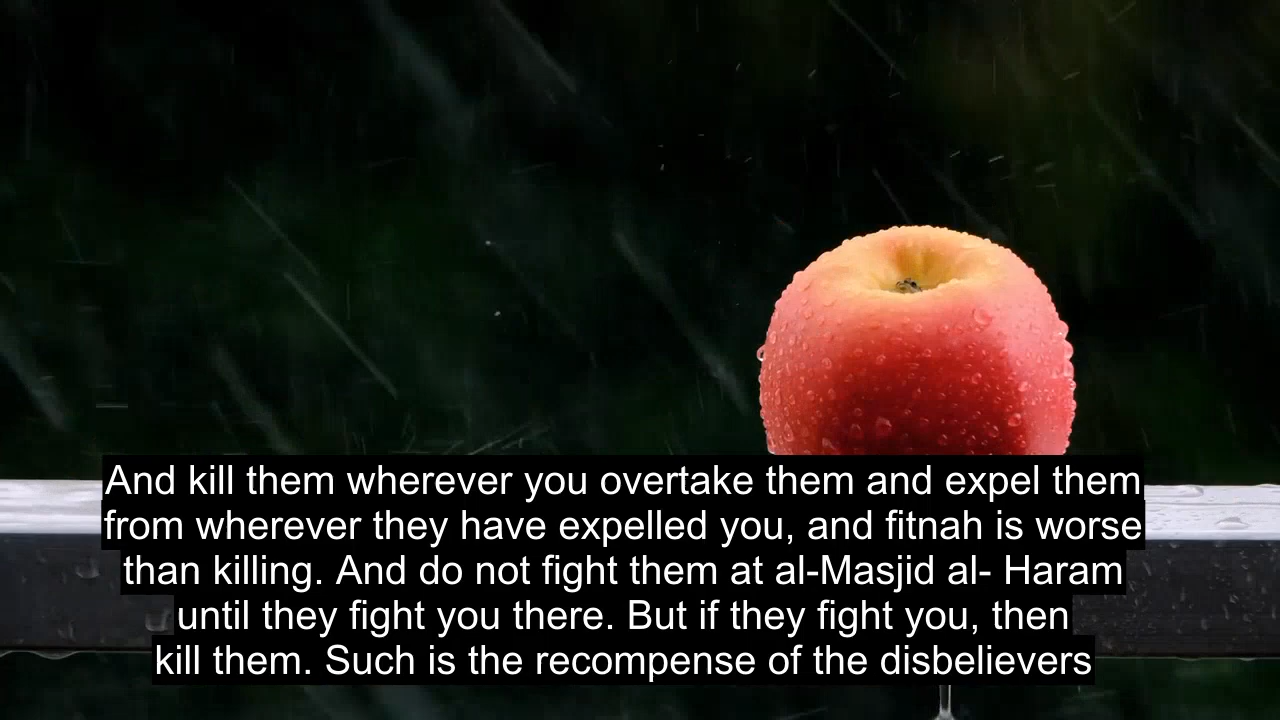 And kill them wherever you overtake them and expel them
from wherever they have expelled you, and fitnah is worse
than killing. And do not fight them at al-Masjid al- Haram
until they fight you there. But if they fight you, then
kill them. Such is the recompense of the disbelievers